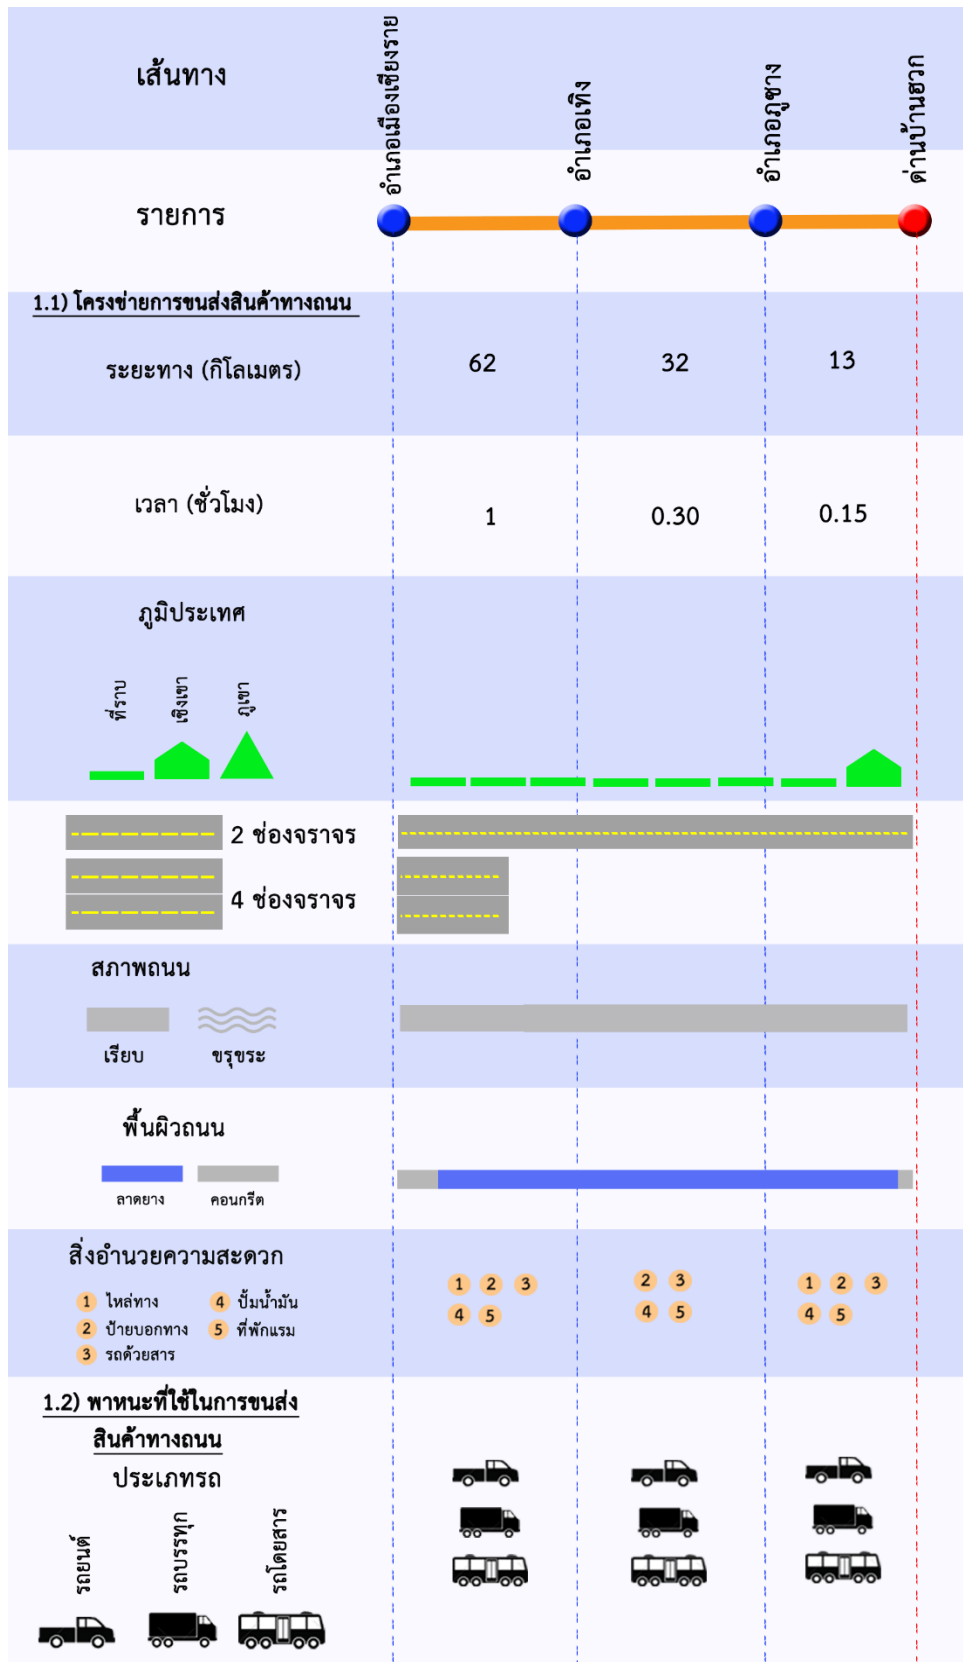 เส้นทาง
อำเภอเมืองเชียงราย
อำเภอเทิง
อำเภอภูซาง
ด่านบ้านฮวก
รายการ
1.1) โครงข่ายการขนส่งสินค้าทางถนน
ระยะทาง (กิโลเมตร)
62
32
13
เวลา (ชั่วโมง)
1
0.30
0.15
ภูมิประเทศ
ที่ราบ
เชิงเขา
ภูเขา
2 ช่องจราจร
4 ช่องจราจร
สภาพถนน
เรียบ
ขรุขระ
พื้นผิวถนน
ลาดยาง
คอนกรีต
สิ่งอำนวยความสะดวก
1 ไหล่ทาง
4 ปั้มน้ำมัน
2 ป้ายบอกทาง
5 ที่พักแรม
3 รถด้วยสาร
1 2 3
4 5
2 3
4 5
1 2 3
4 5
1.2) พาหนะที่ใช้ในการขนส่ง
สินค้าทางถนน
ประเภทรถ
รถยนต์
รถบรรทุก
รถโดยสาร